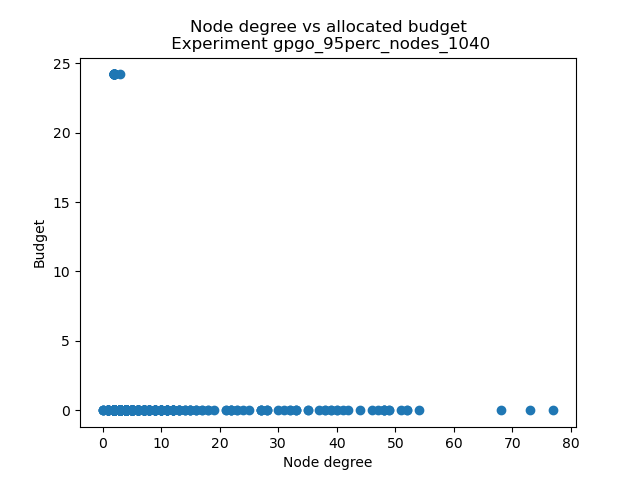 Node degree vs allocated budget
Experiment gpgo_95perc_nodes_1040
25
20
15
10
5
0
Budget
0 10 20 30 40 50 60 70 80
Node degree